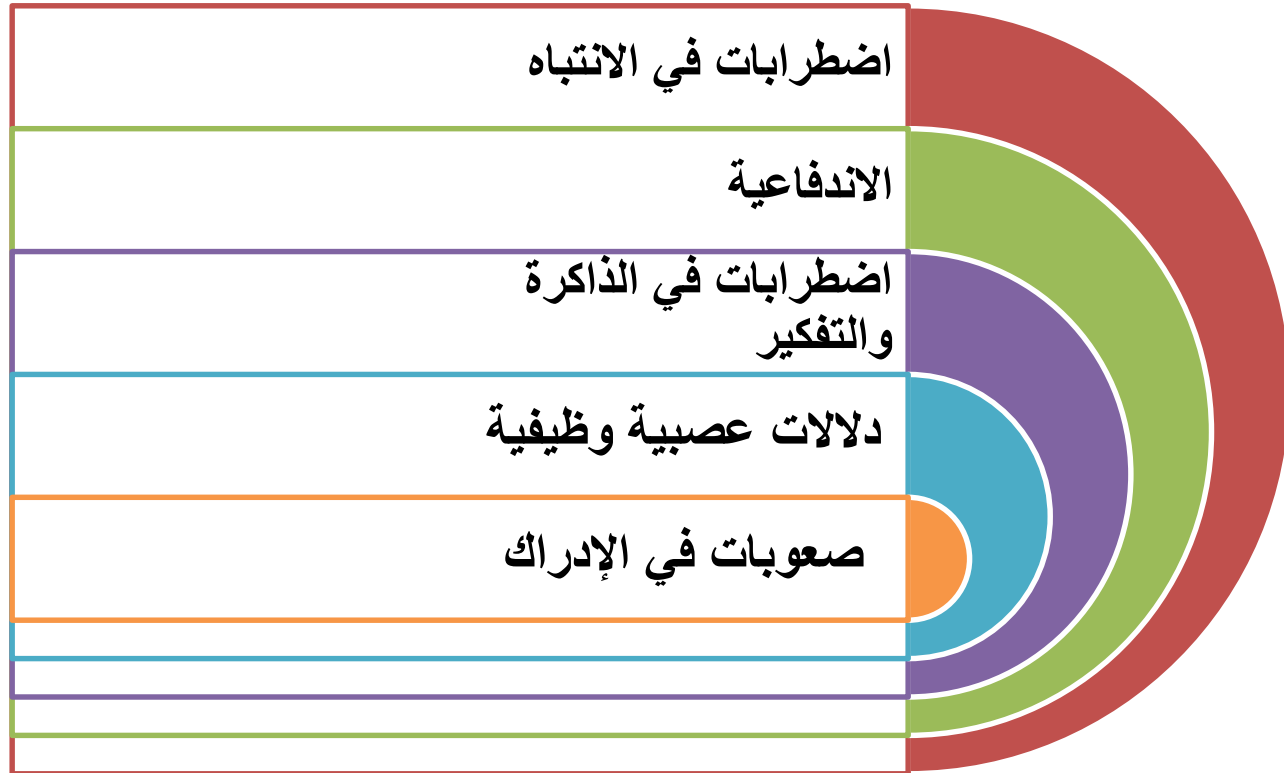 اضطرابات في الانتباه
الاندفاعية
اضطرابات في الذاكرة
والتفكير
دلالات عصبية وظيفية
صعوبات في الإدراك